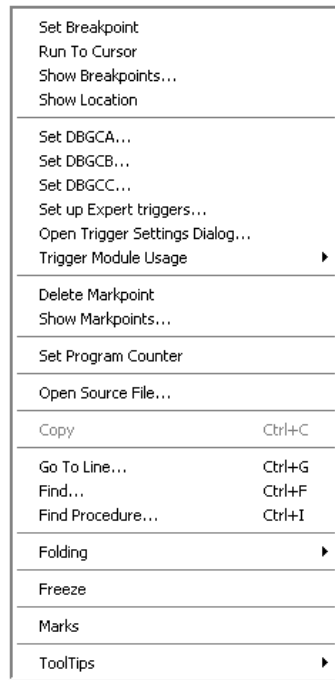 Set Breakpoint
Run To Cursor
Show Breakpoints...
Show Location
Set DBGCA...
Set DBGCB...
Set DBGCC...
Set up Expert triggers...
Open Trigger Settings Dialog...
Trigger Module Usage
Delete Markpoint
Show Markpoints...
Set Program Counter
Open Source File...
Copy Ctrl+C
Go To Line... Ctrl+G
Find... Ctrl+F
Find Procedure... Ctrl+I
Folding
Freeze
Marks
ToolTips